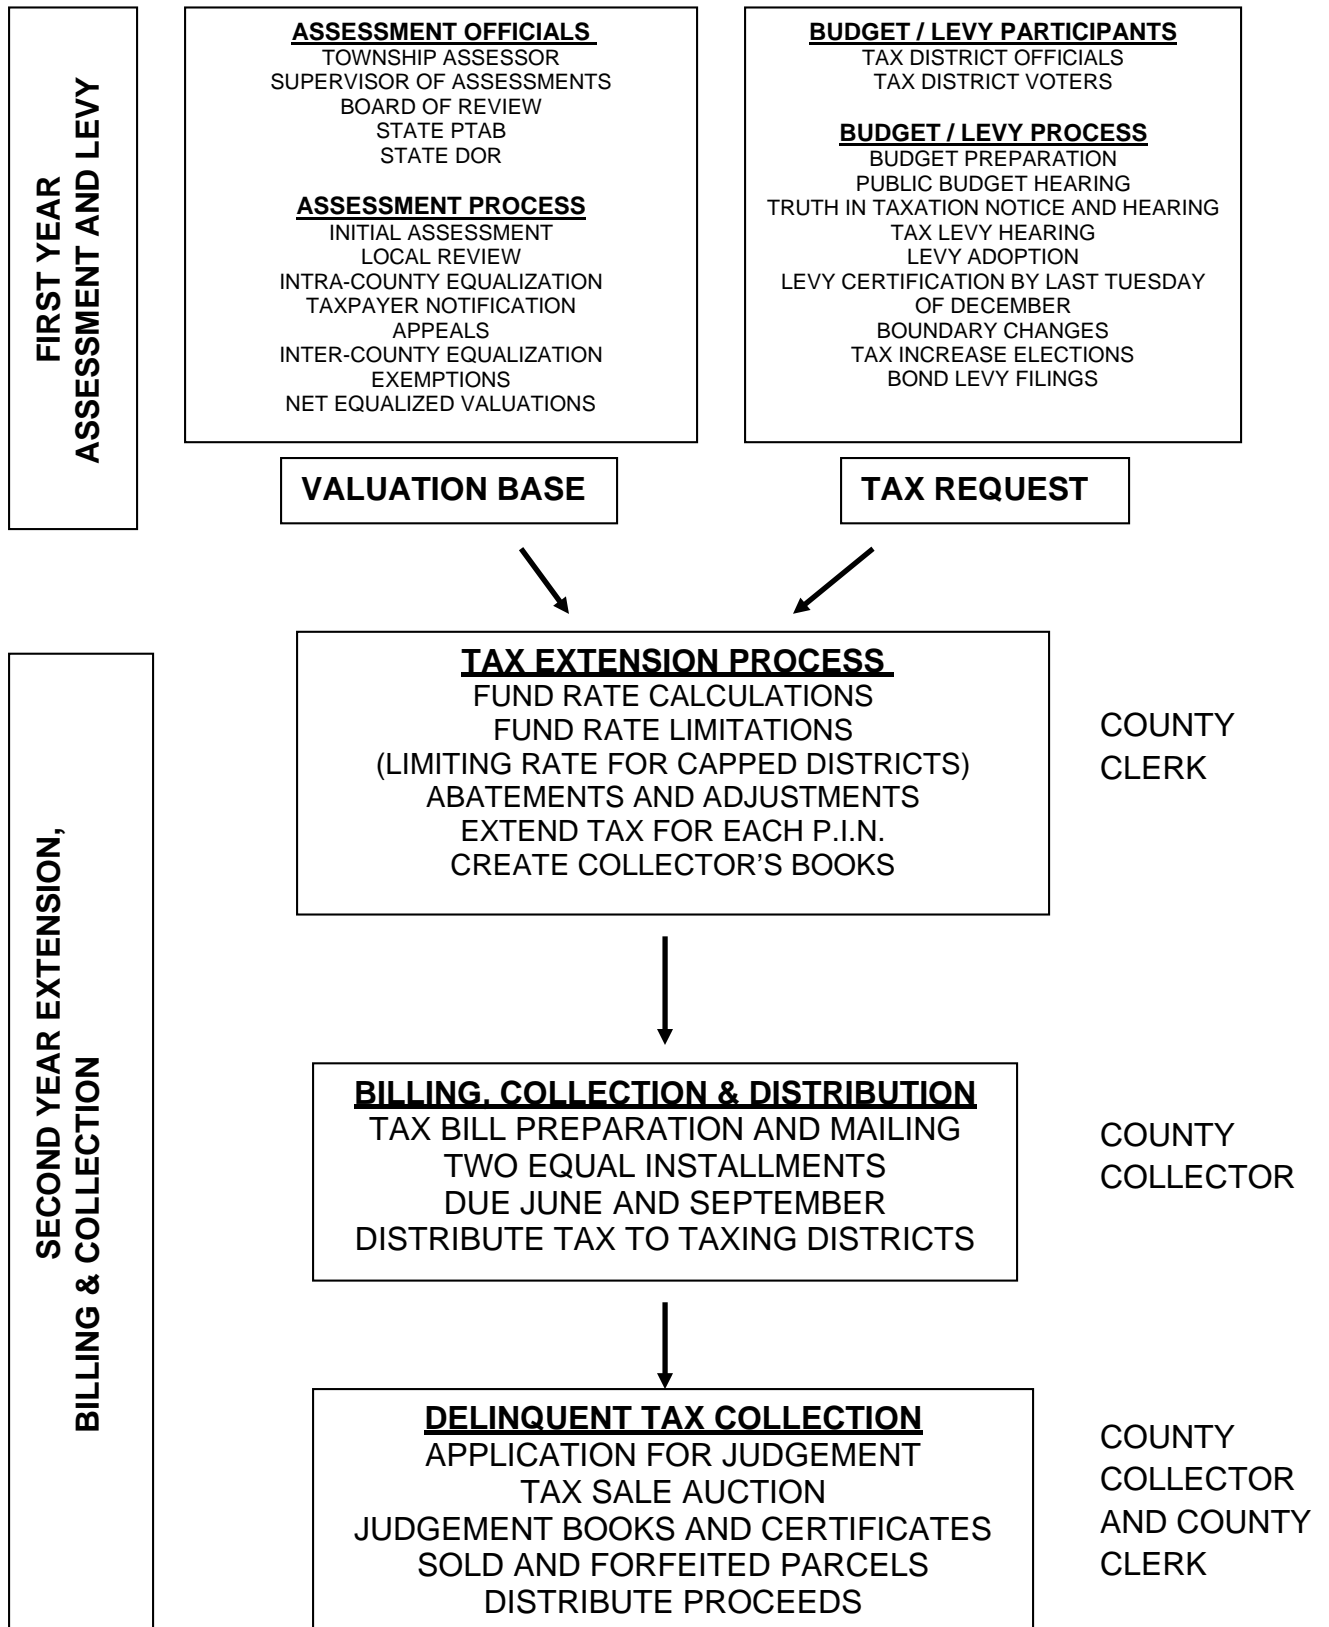 FIRST YEAR
ASSESSMENT AND LEVY
ASSESSMENT OFFICIALS
TOWNSHIP ASSESSOR
SUPERVISOR OF ASSESSMENTS
BOARD OF REVIEW
STATE PTAB
STATE DOR
ASSESSMENT PROCESS
INITIAL ASSESSMENT
LOCAL REVIEW
INTRA-COUNTY EQUALIZATION
TAXPAYER NOTIFICATION
APPEALS
INTER-COUNTY EQUALIZATION
EXEMPTIONS
NET EQUALIZED VALUATIONS
BUDGET / LEVY PARTICIPANTS
TAX DISTRICT OFFICIALS
TAX DISTRICT VOTERS
BUDGET / LEVY PROCESS
BUDGET PREPARATION
PUBLIC BUDGET HEARING
TRUTH IN TAXATION NOTICE AND HEARING
TAX LEVY HEARING
LEVY ADOPTION
LEVY CERTIFICATION BY LAST TUESDAY
OF DECEMBER
BOUNDARY CHANGES
TAX INCREASE ELECTIONS
BOND LEVY FILINGS
VALUATION BASE
TAX REQUEST
SECOND YEAR EXTENSION,
BILLING & COLLECTION
TAX EXTENSION PROCESS
FUND RATE CALCULATIONS
FUND RATE LIMITATIONS
(LIMITING RATE FOR CAPPED DISTRICTS)
ABATEMENTS AND ADJUSTMENTS
EXTEND TAX FOR EACH P.I.N.
CREATE COLLECTOR'S BOOKS
COUNTY
CLERK
BILLING, COLLECTION & DISTRIBUTION
TAX BILL PREPARATION AND MAILING
TWO EQUAL INSTALLMENTS
DUE JUNE AND SEPTEMBER
DISTRIBUTE TAX TO TAXING DISTRICTS
COUNTY
COLLECTOR
DELINQUENT TAX COLLECTION
APPLICATION FOR JUDGEMENT
TAX SALE AUCTION
JUDGEMENT BOOKS AND CERTIFICATES
SOLD AND FORFEITED PARCELS
DISTRIBUTE PROCEEDS
COUNTY
COLLECTOR
AND COUNTY
CLERK